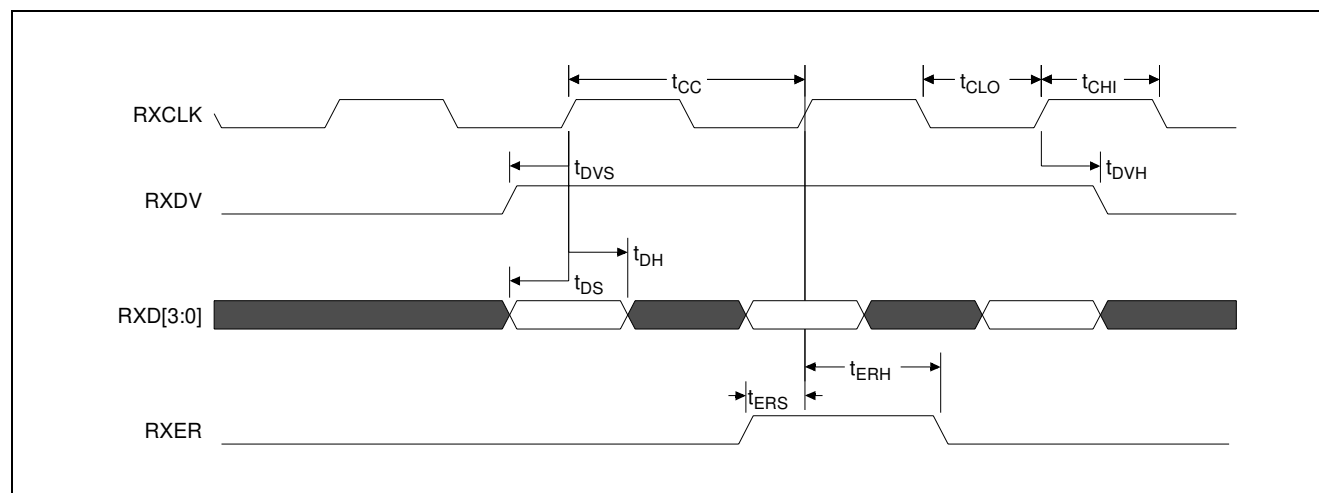 tCC
tCLO
tCHI
RXCLK
tDVS
tDVH
RXDV
tDH
tDS
RXD[3:0]
tERH
tERS
RXER